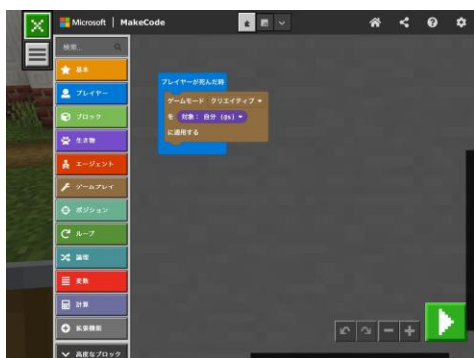 Microsoft | MakeCode
検索...
基本
プレイヤー
ブロック
生き物
エージェント
ゲームプレイ
ポジション
ループ
論理
変数
計算
拡張機能
高度なブロック
プレイヤーが死んだ時
ゲームモード クリエイティブ
を 対象: 自分 (@s)
に適用する